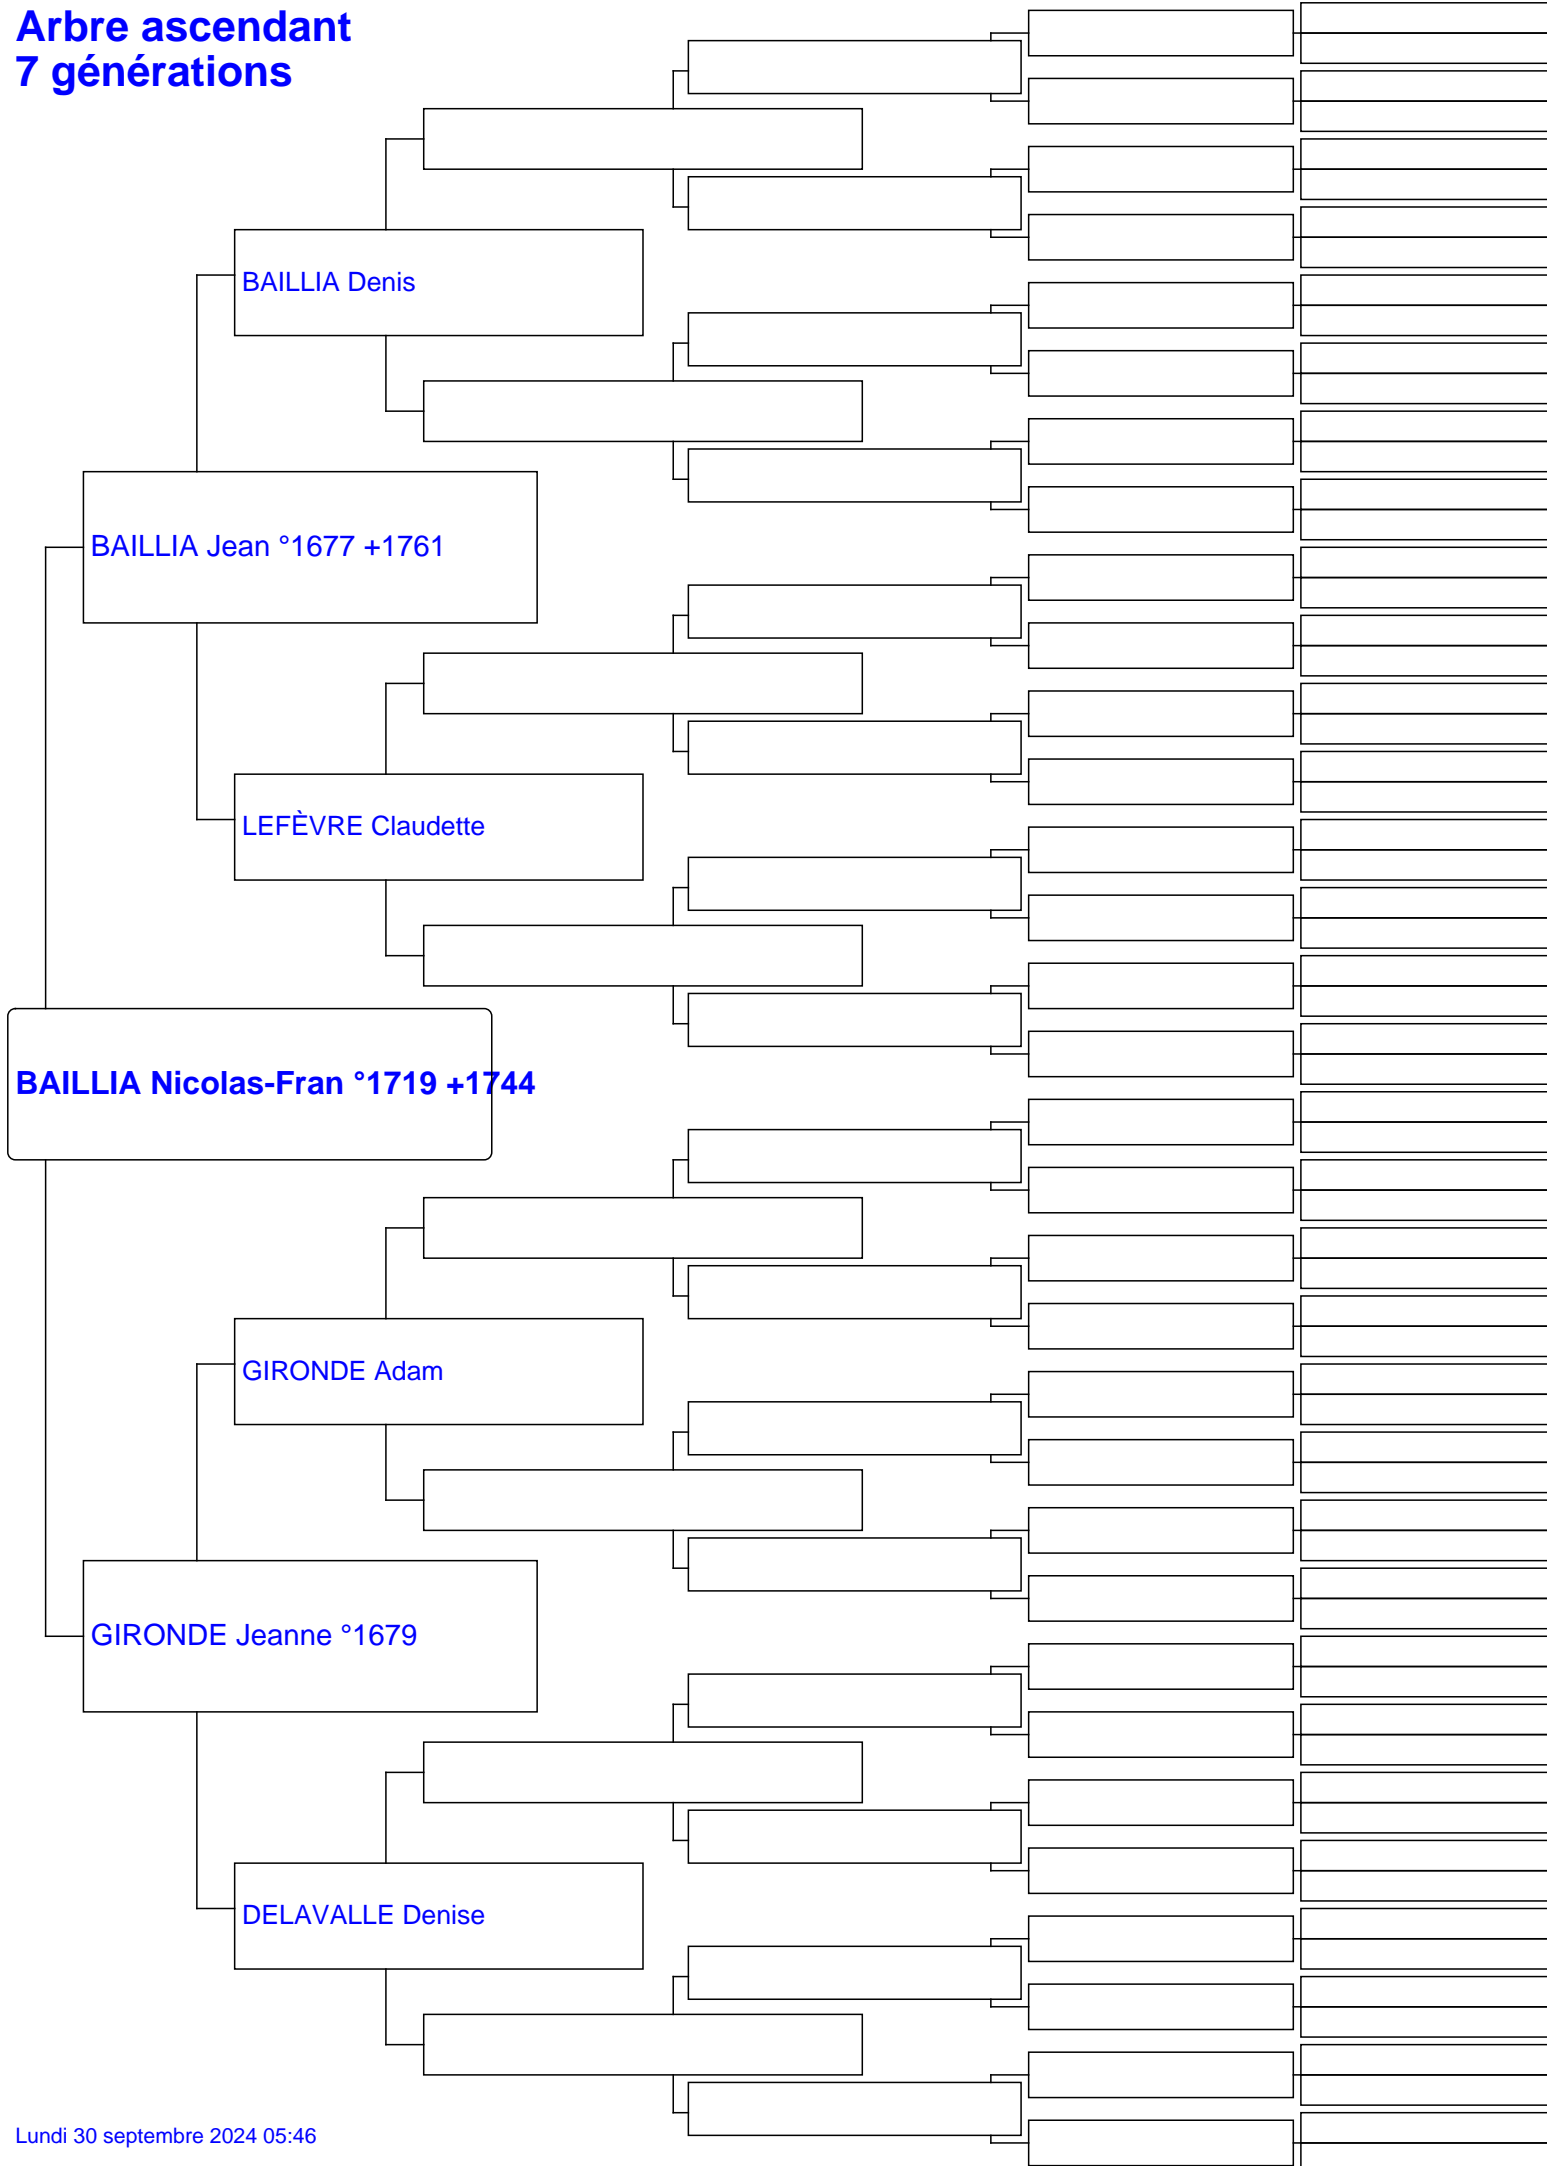 Arbre ascendant
7 générations
BAILLIA Denis
BAILLIA Jean °1677 +1761
LEFÈVRE Claudette
BAILLIA Nicolas-Fran °1719 +1744
GIRONDE Adam
GIRONDE Jeanne °1679
DELAVALLE Denise
Lundi 30 septembre 2024 05:46